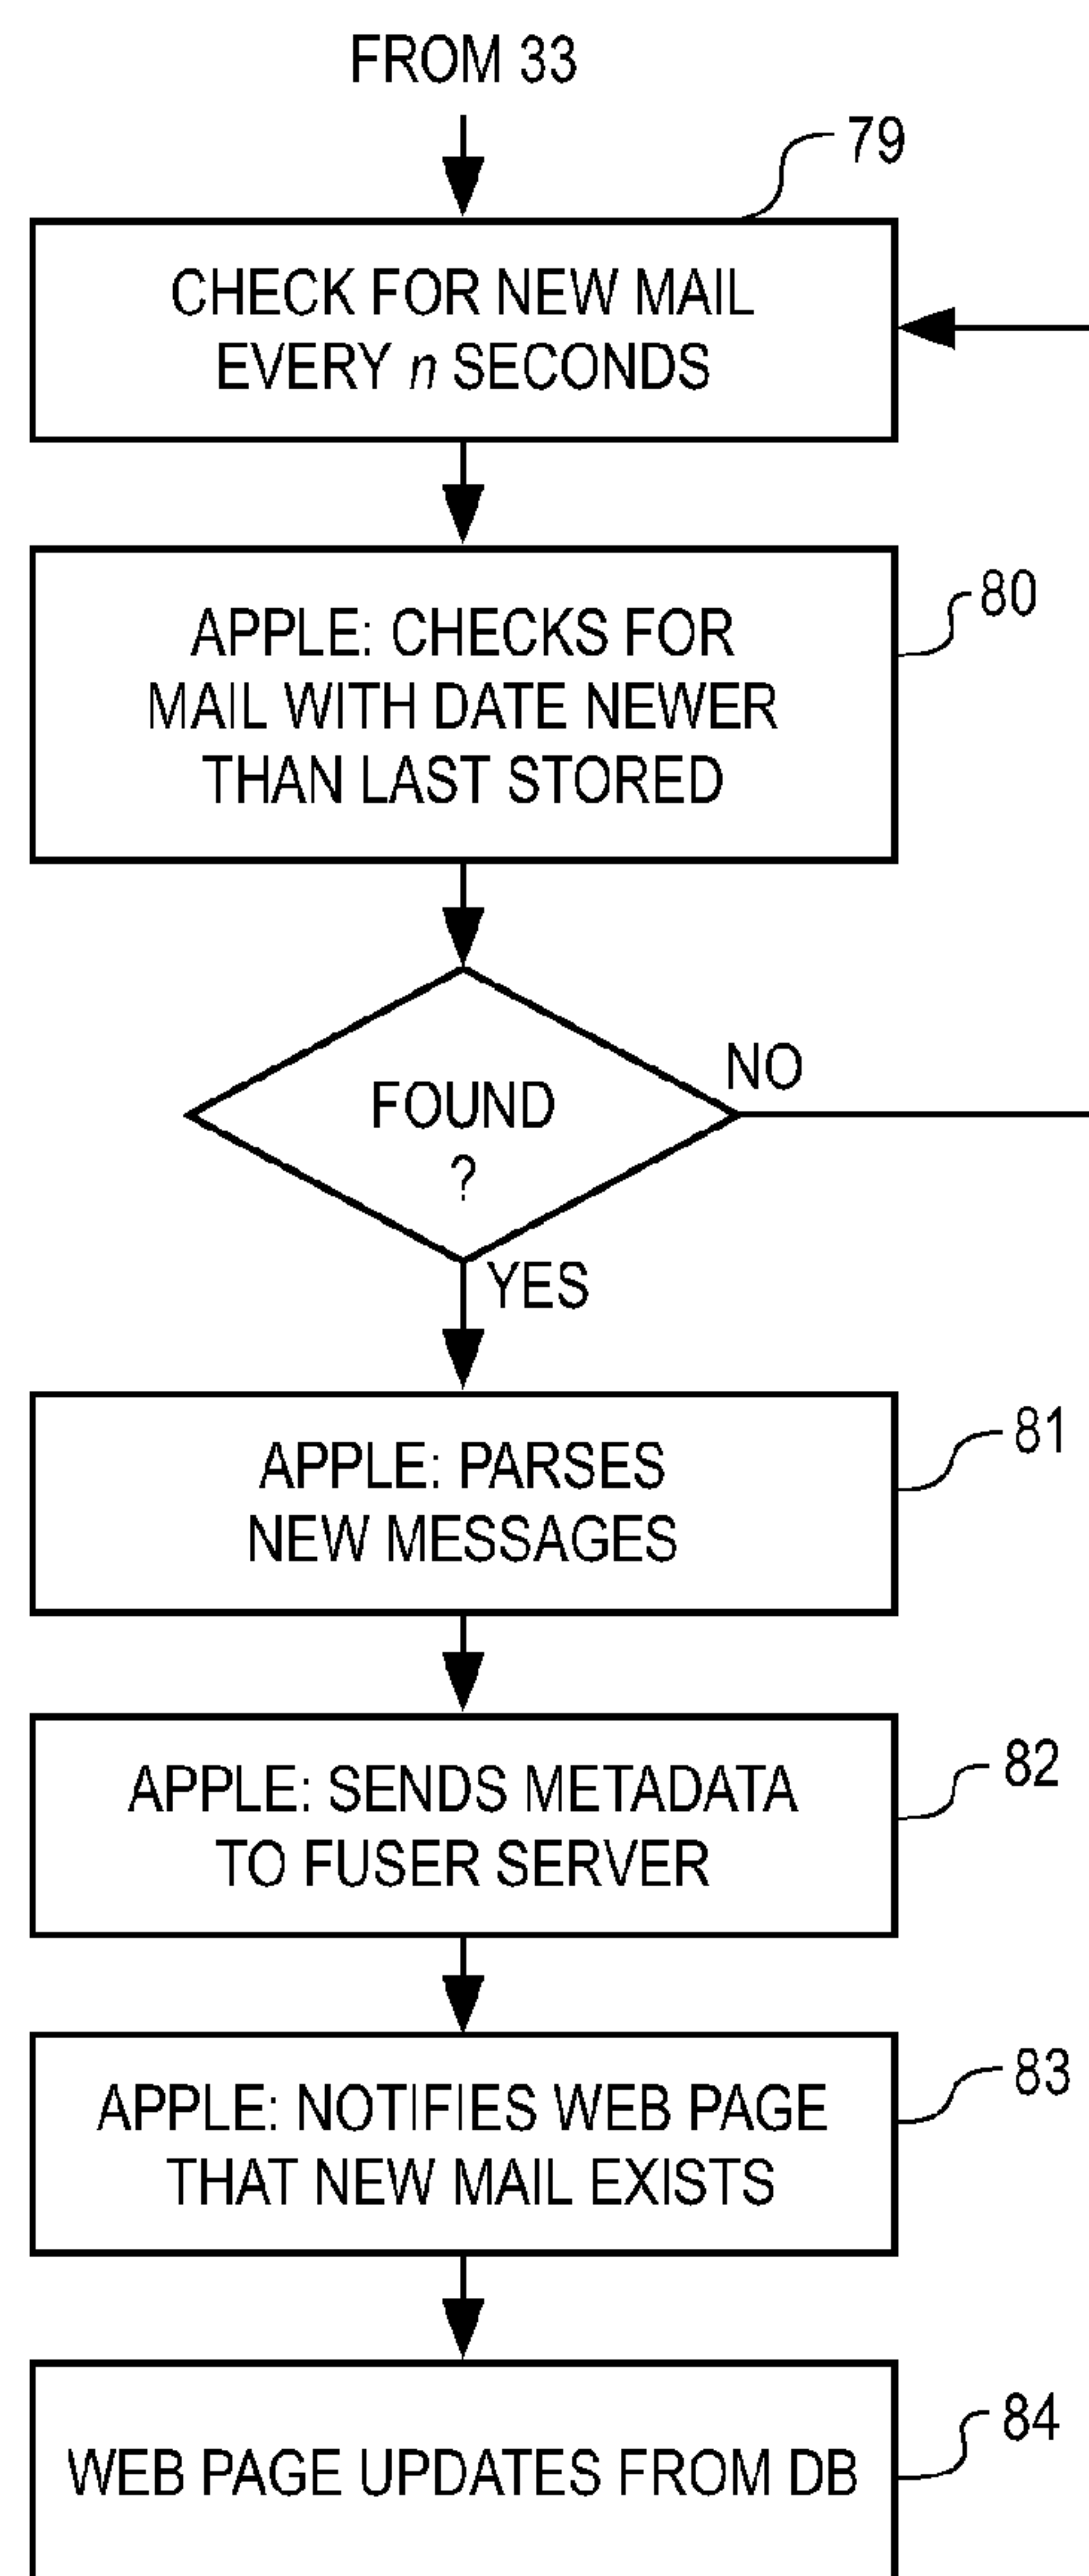 FROM 33
79
CHECK FOR NEW MAIL
EVERY n SECONDS
80
APPLE: CHECKS FOR
MAIL WITH DATE NEWER
THAN LAST STORED
NO
FOUND
?
YES
81
APPLE: PARSES
NEW MESSAGES
82
APPLE: SENDS METADATA
TO FUSER SERVER
83
APPLE: NOTIFIES WEB PAGE
THAT NEW MAIL EXISTS
84
WEB PAGE UPDATES FROM DB